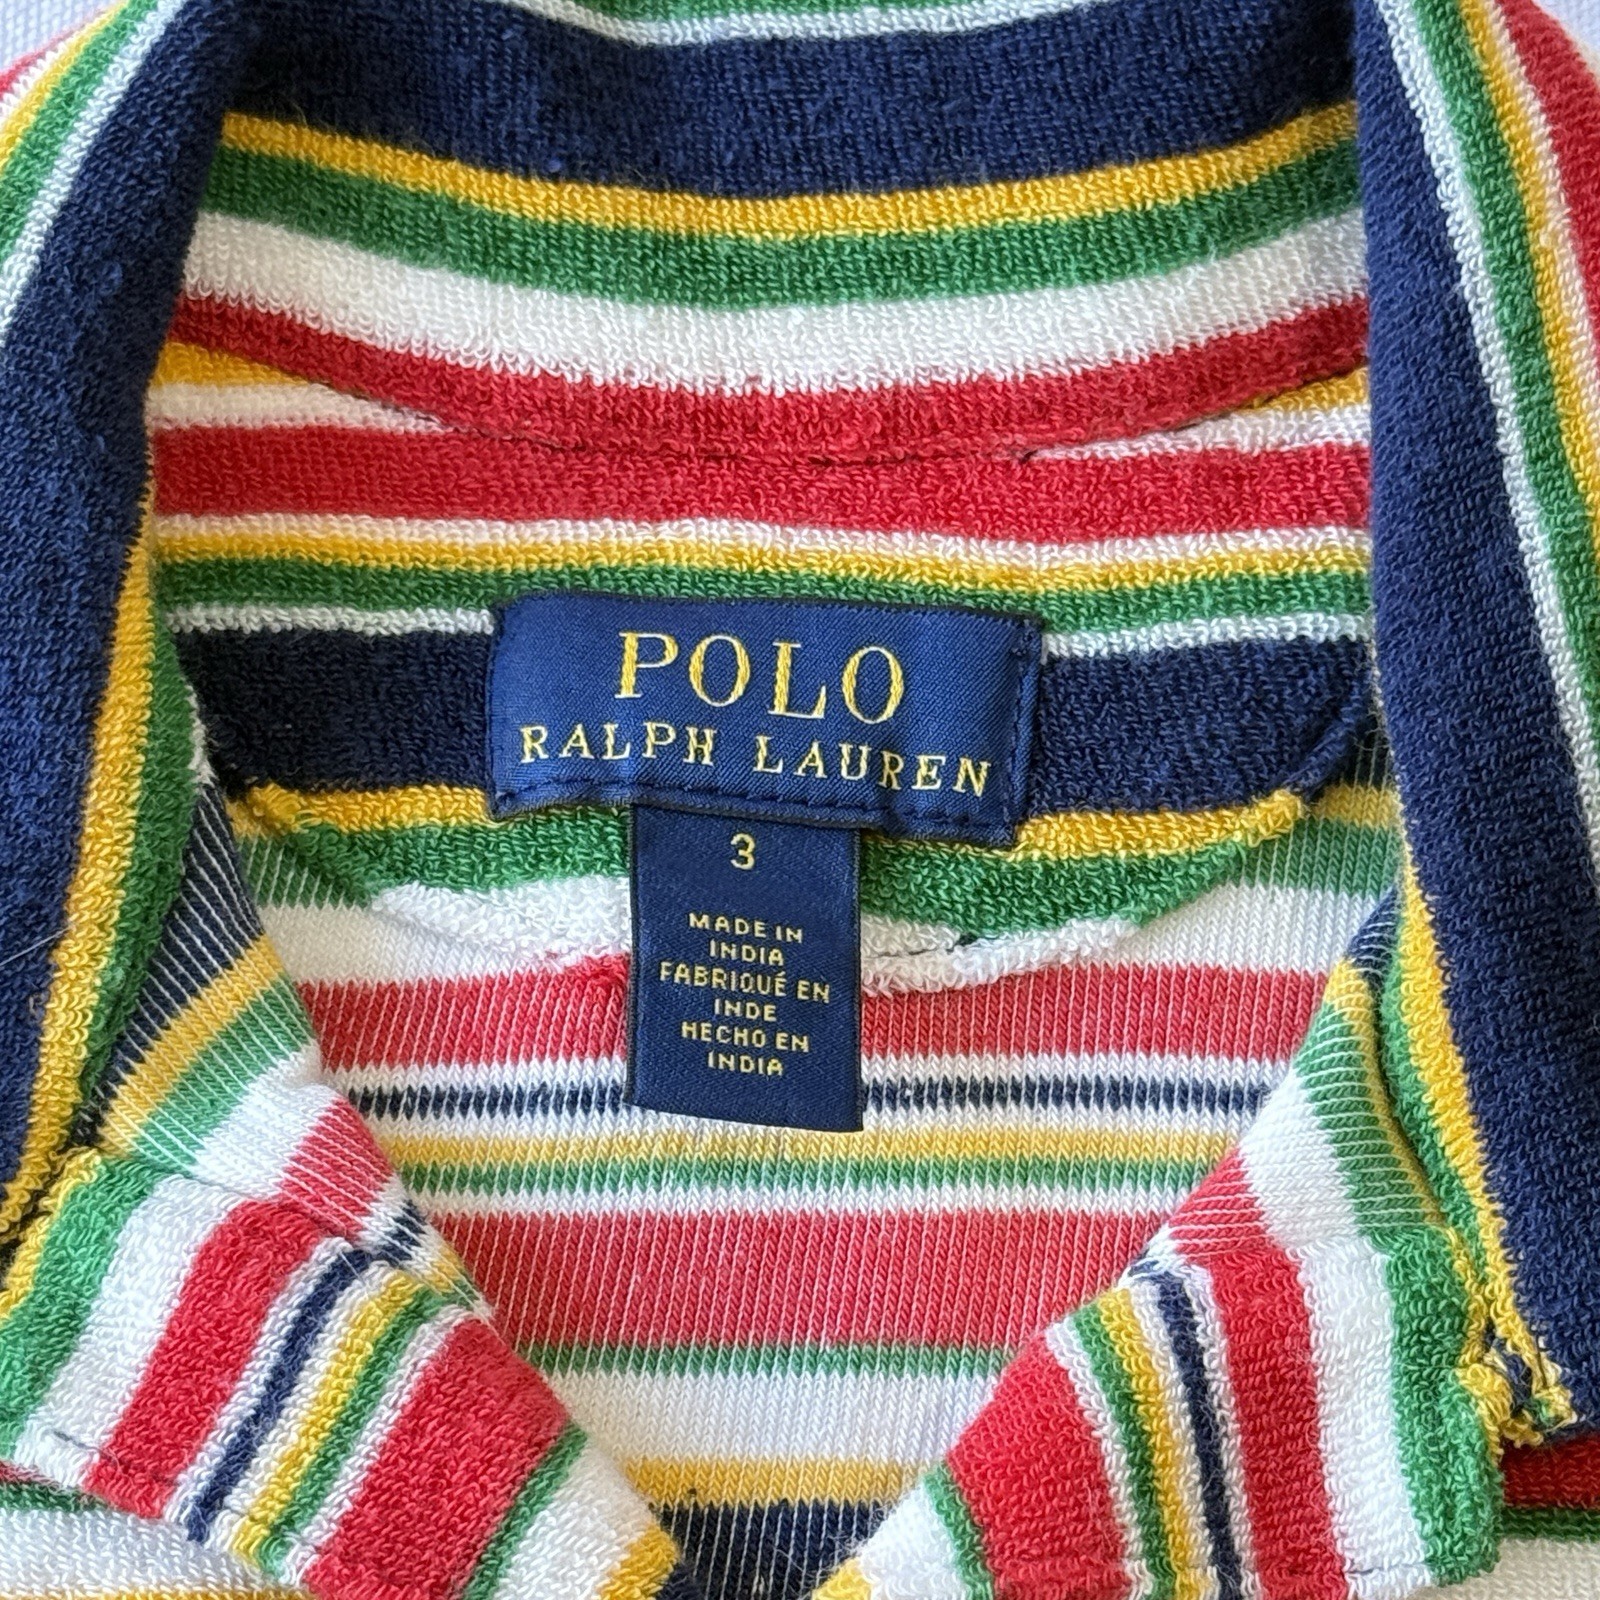 POLO
RALPH LAUREN
3
MADE IN
INDIA
FABRIQUÉ EN
INDE
HECHO EN
INDIA